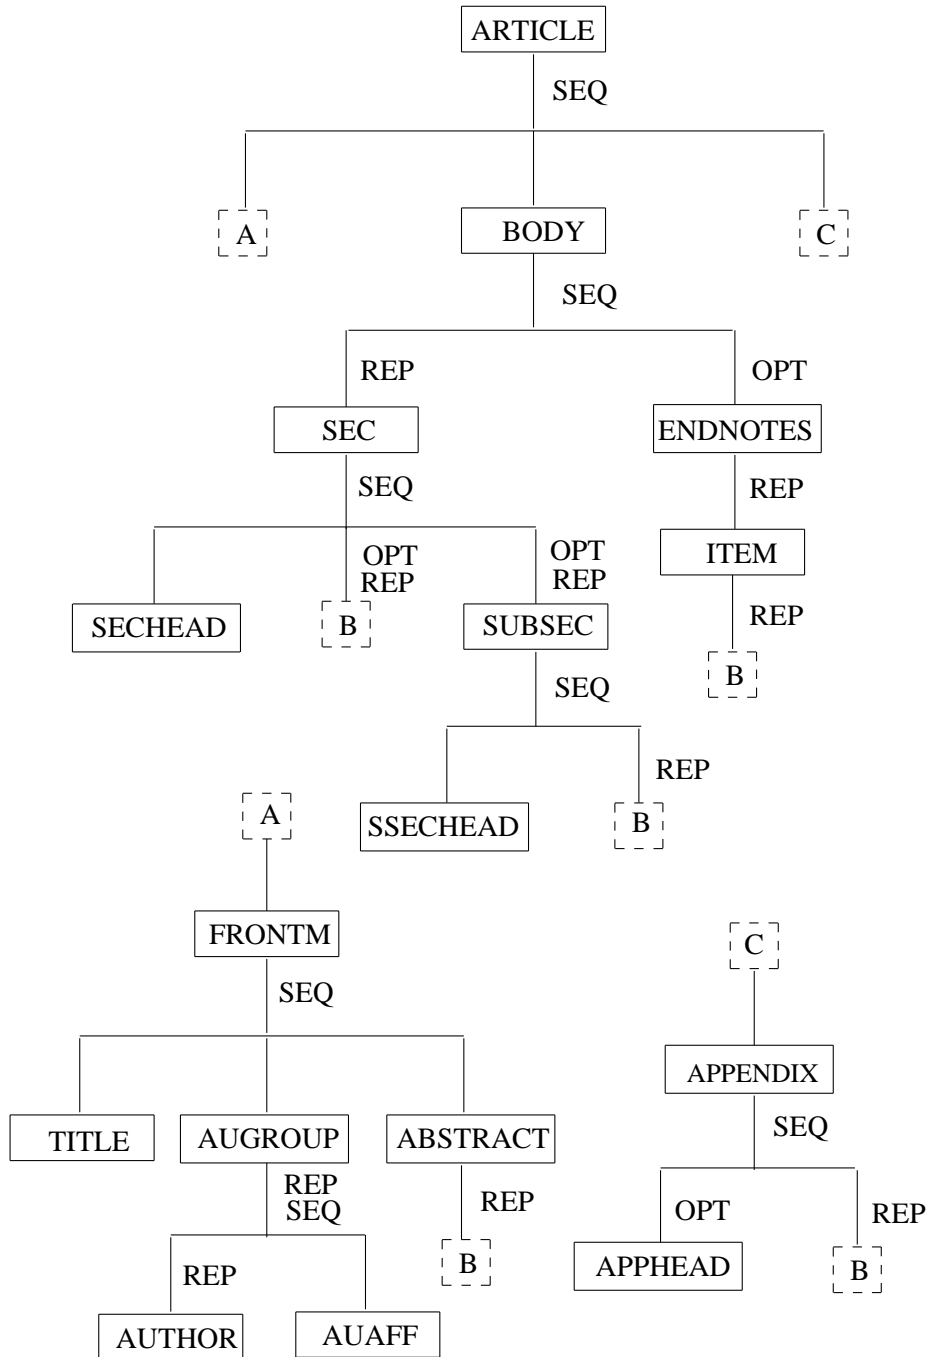 ARTICLE
SEQ
A
BODY
C
SEQ
REP
OPT
SEC
ENDNOTES
SEQ
REP
OPT
REP
OPT
REP
ITEM
SECHEAD
B
SUBSEC
REP
SEQ
B
REP
A
SSECHEAD
B
FRONTM
C
SEQ
APPENDIX
TITLE
AUGROUP
ABSTRACT
SEQ
REP
SEQ
REP
OPT
REP
REP
B
APPHEAD
B
AUTHOR
AUAFF